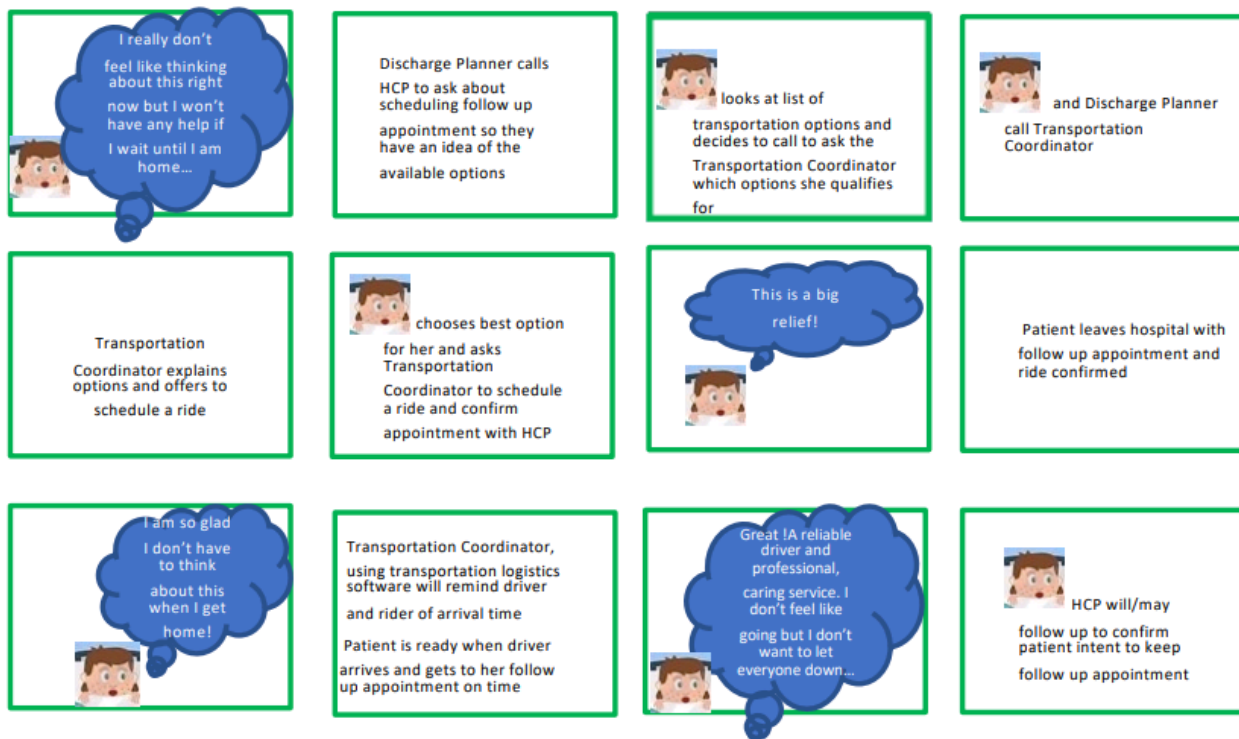 I really don't
feel like thinking
about this right
now but I won't
have any help if
I wait until I am
home…
Discharge Planner calls
HCP to ask about
scheduling follow up
appointment so they
have an idea of the
available options
looks at list of
transportation options and
decides to call to ask the
Transportation Coordinator
which options she qualifies
for
and Discharge Planner
call Transportation
Coordinator
Transportation
Coordinator explains
options and offers to
schedule a ride
chooses best option
for her and asks
Transportation
Coordinator to schedule
a ride and confirm
appointment with HCP
This is a big
relief!
Patient leaves hospital with
follow up appointment and
ride confirmed
I am so glad
I don't have
to think
about this
when I get
home!
Transportation Coordinator,
using transportation logistics
software will remind driver
and rider of arrival time
Patient is ready when driver
arrives and gets to her follow
up appointment on time
Great !A reliable
driver and
professional,
caring service. I
don't feel like
going but I don't
want to let
everyone down…
HCP will/may
follow up to confirm
patient intent to keep
follow up appointment